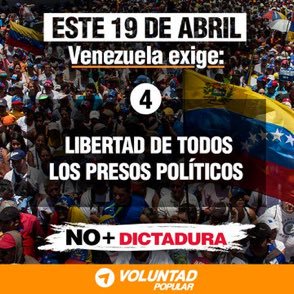 ESTE 19 DE ABRIL
Venezuela exige:
4
LIBERTAD DE TODOS
LOS PRESOS POLÍTICOS
NO+ DICTADURA
VOLUNTAD
POPULAR